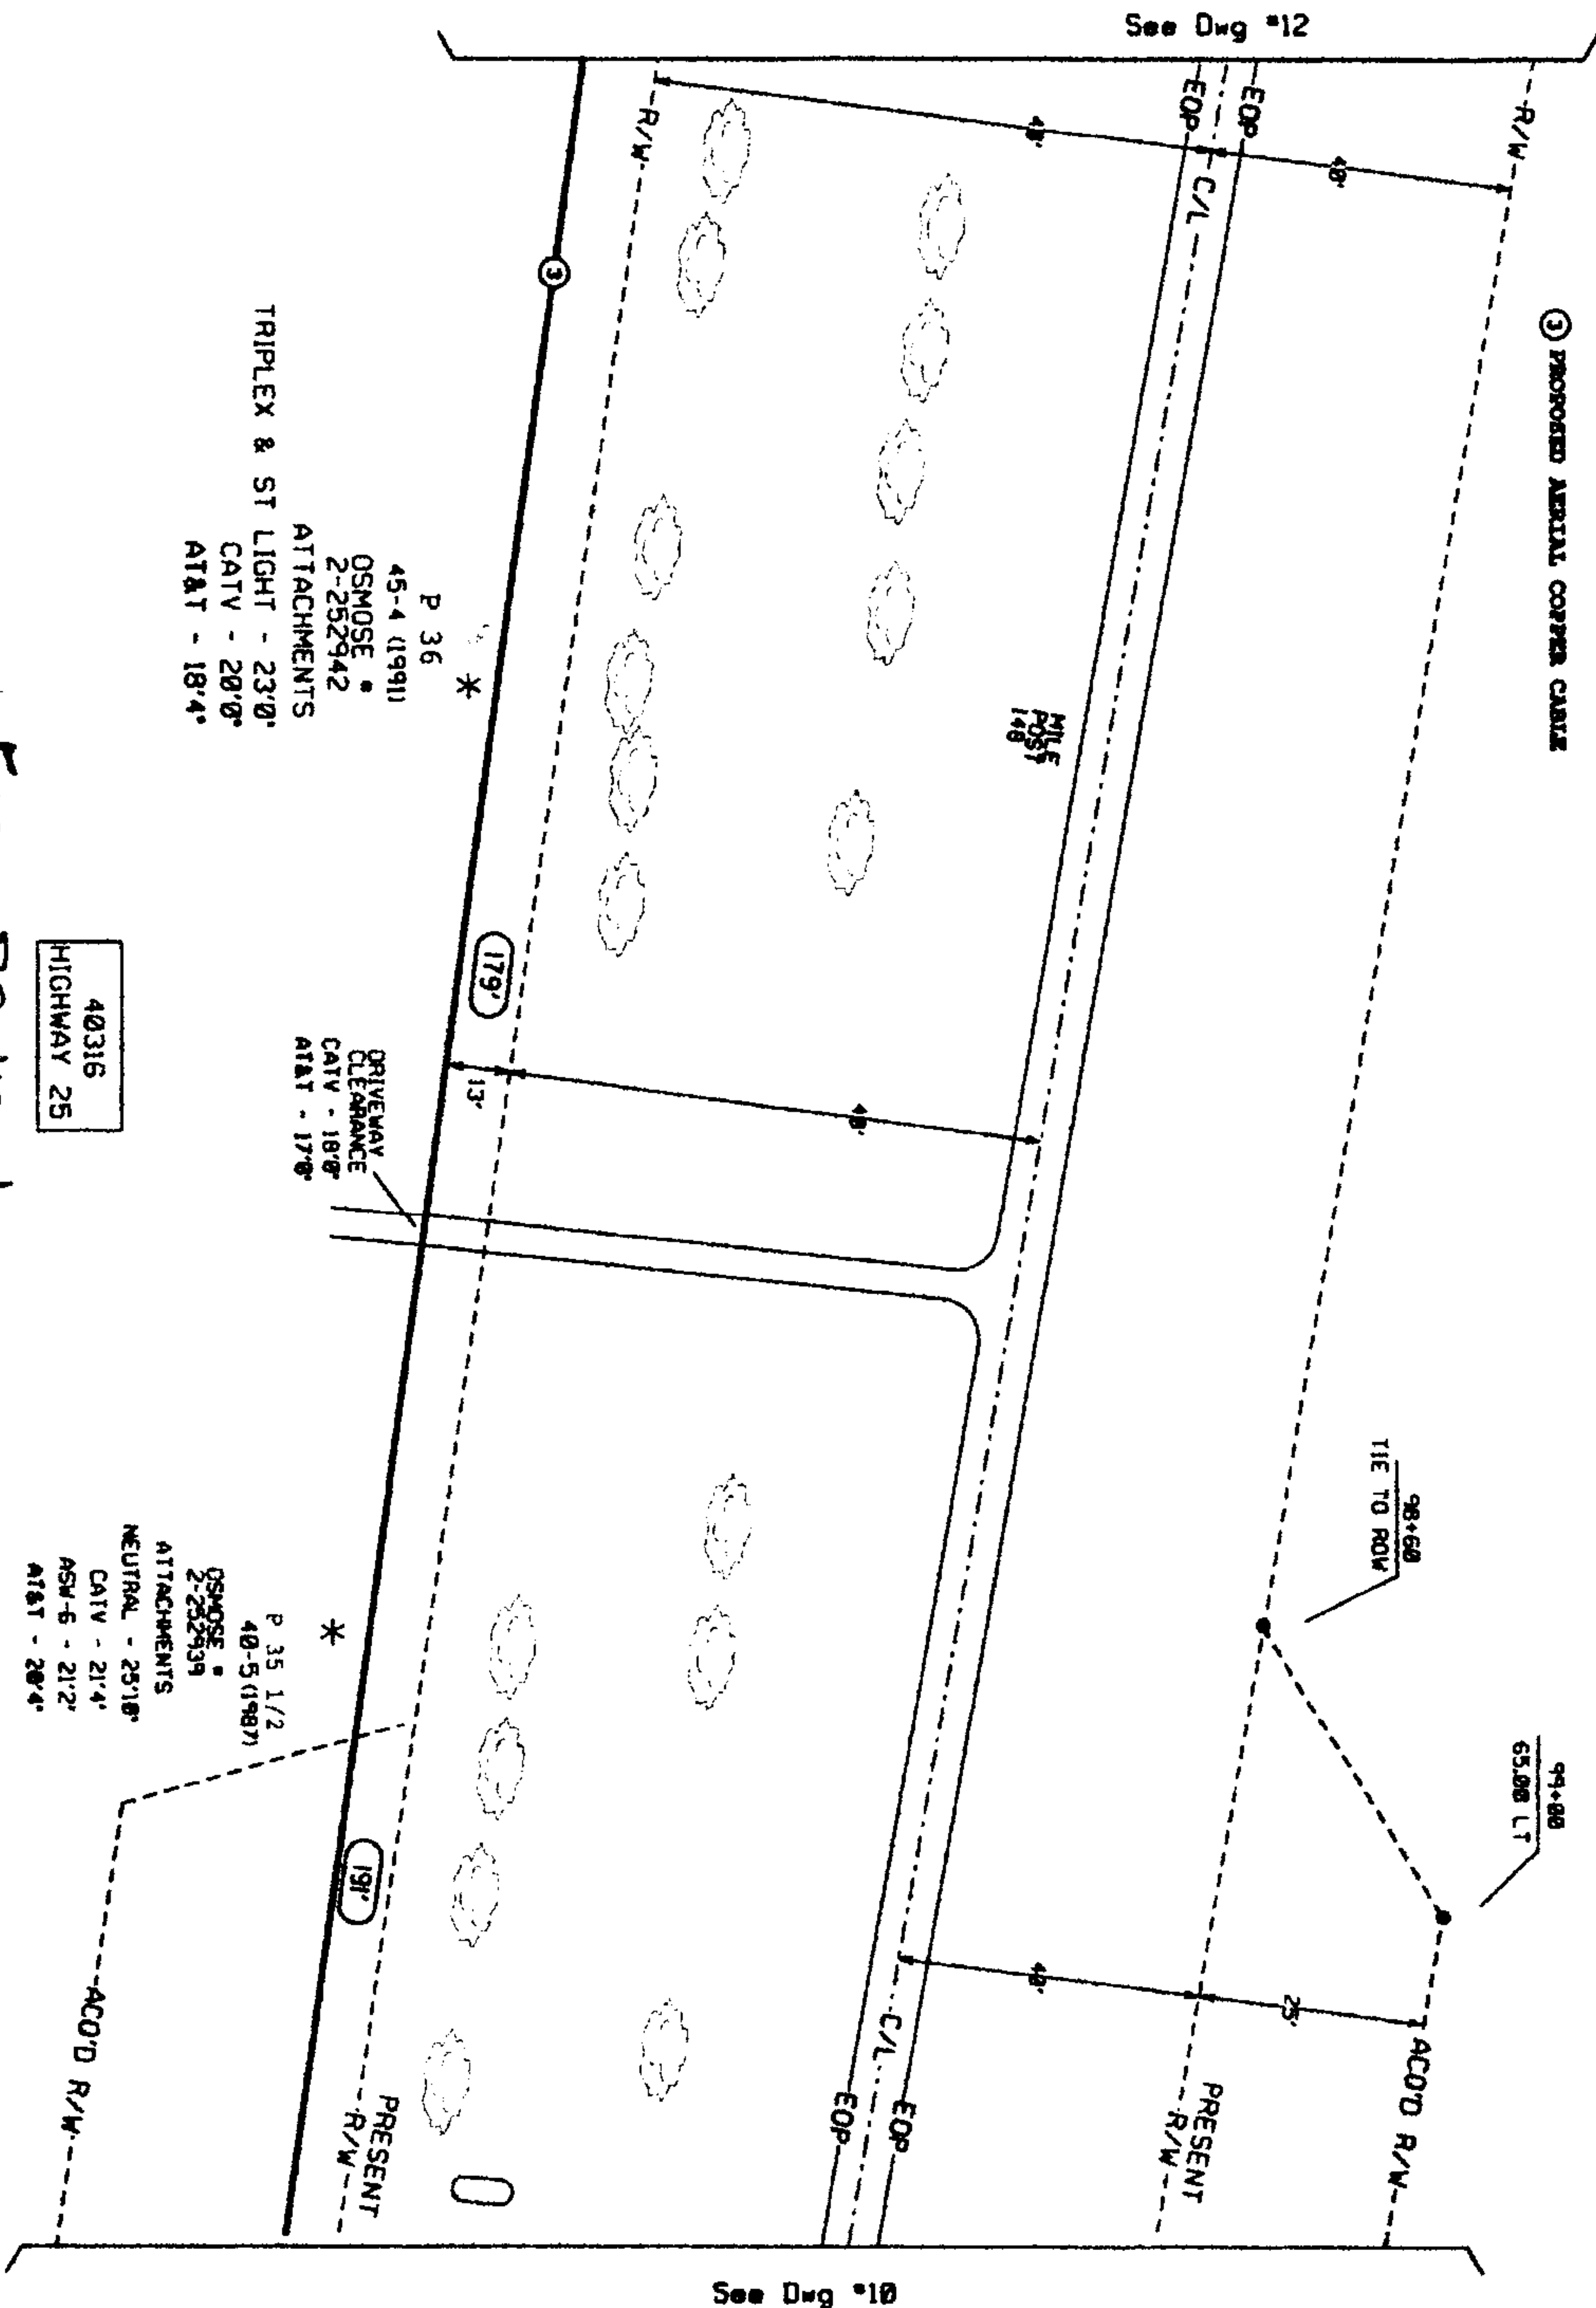 See Dwg #12
③ PROPOSED AERIAL COPPER CABLE
R/W
EOP
EOP
C/L
R/W
40'
40'
3
MILE
POST
148
P 36
45-4 (1991)
OSMOSE #
2-252942
ATTACHMENTS
TRIPLEX & ST LIGHT - 23'0"
CATV - 20'0"
AT&T - 18'4"
179'
13'
40'
DRIVEWAY
CLEARANCE
CATV - 18'0"
AT&T - 17'0"
40316
HIGHWAY 25
98+60
TIE TO ROW
99+00
65.00 LT
P 35 1/2
40-5 (1987)
OSMOSE #
2-252939
ATTACHMENTS
NEUTRAL - 25'10"
CATV - 21'4"
ASW-6 - 21'2"
AT&T - 20'4"
191'
40'
25'
ACQ'D R/W
PRESENT
R/W
C/L
EOP
EOP
PRESENT
R/W
ACQ'D R/W
See Dwg #10